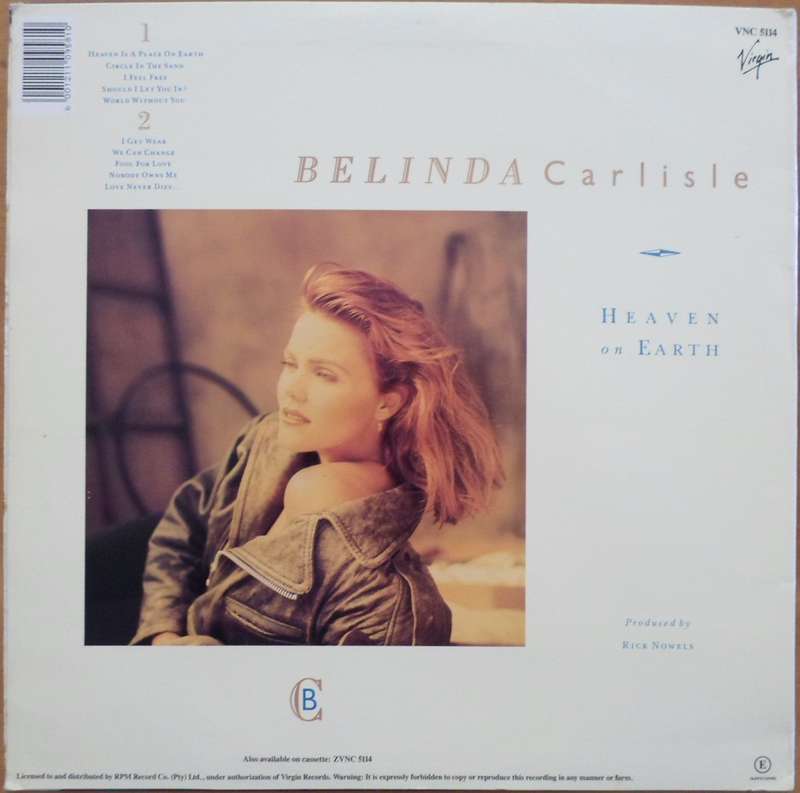 VNC 5114
Virgin
6 001211 015810
1
HEAVEN IS A PLACE ON EARTH
CIRCLE IN THE SAND
I FEEL FREE
SHOULD I LET YOU IN?
WORLD WITHOUT YOU
2
I GET WEAK
WE CAN CHANGE
FOOL FOR LOVE
NOBODY OWNS ME
LOVE NEVER DIES...
BELINDA Carlisle
HEAVEN
on EARTH
Produced by
RICK NOWELS
CB
Also available on cassette: ZVNC 5114
E
Licensed to and distributed by RPM Record Co. (Pty) Ltd., under authorization of Virgin Records. Warning: It is expressly forbidden to copy or reproduce this recording in any manner or form.